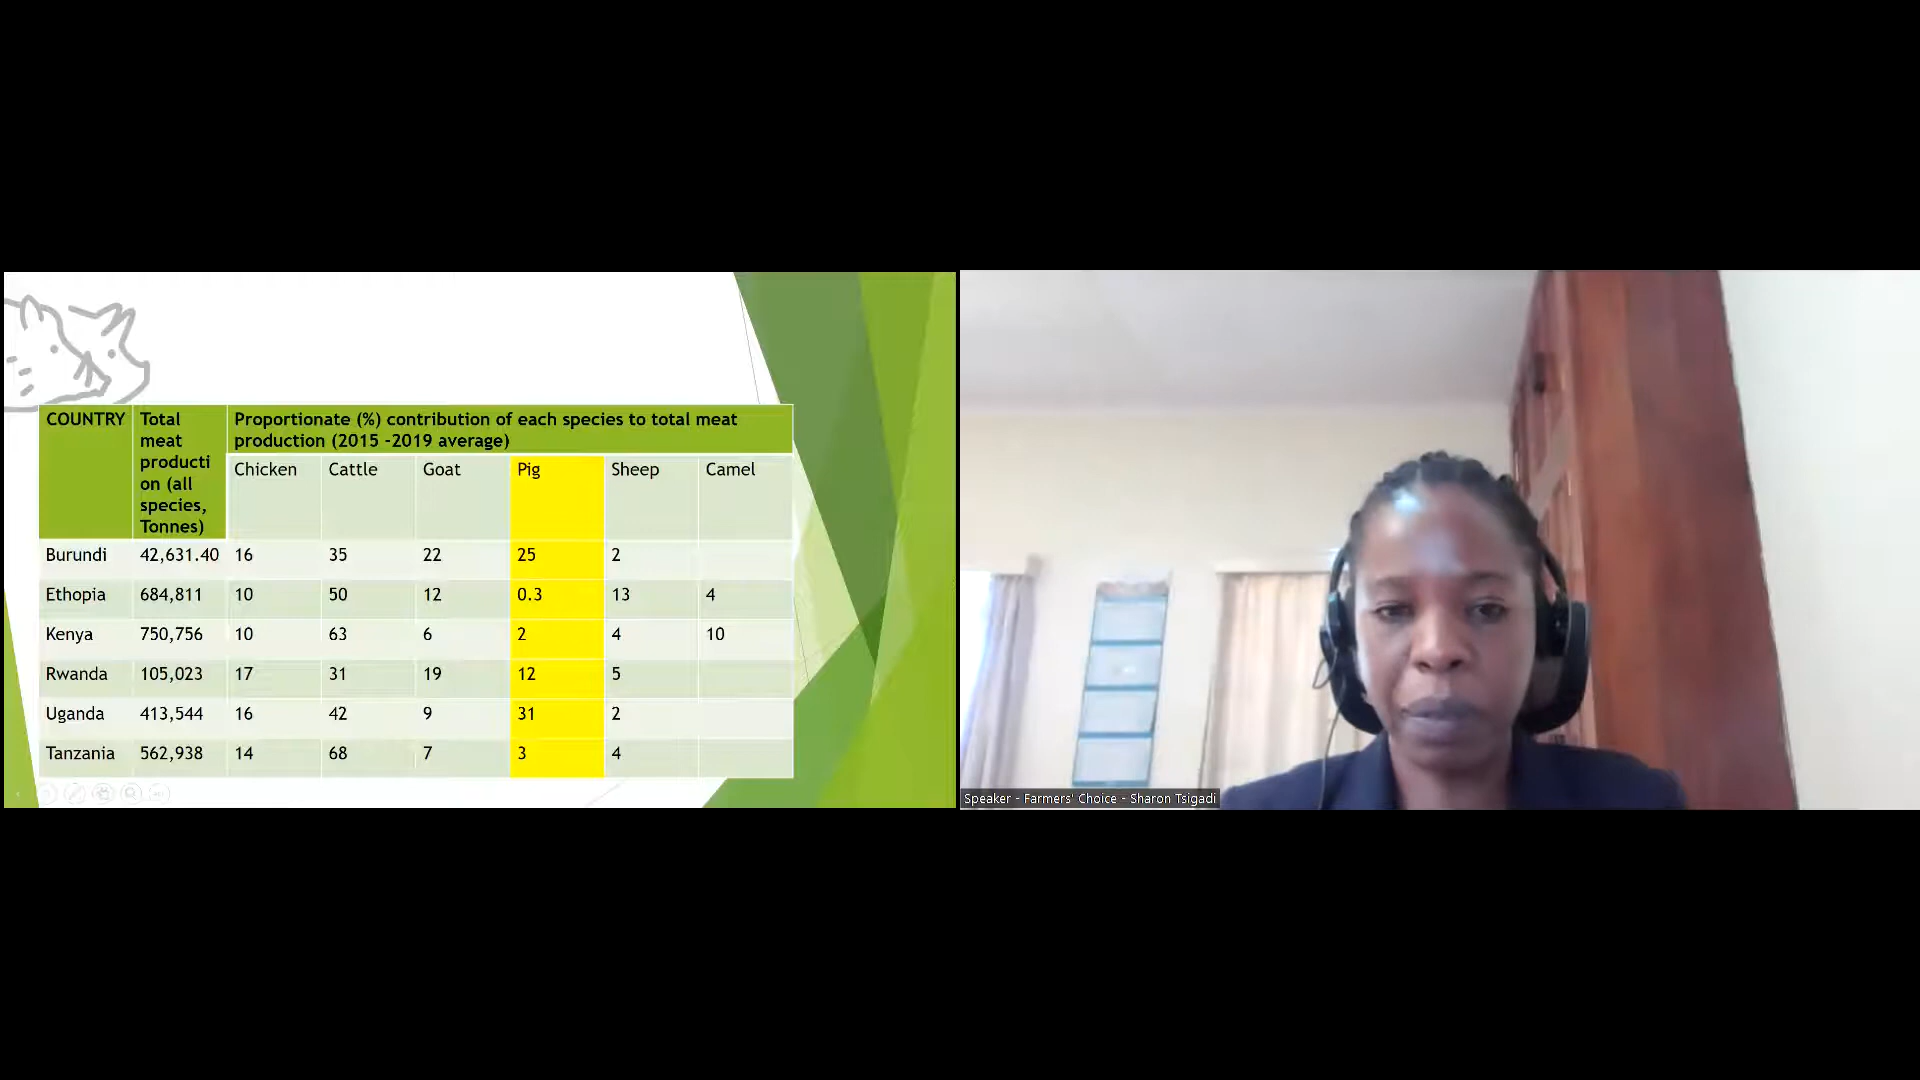 COUNTRY
Total
meat
producti
on (all
species,
Tonnes)
Proportionate (%) contribution of each species to total meat
production (2015 -2019 average)
Chicken Cattle Goat Pig Sheep Camel
Burundi 42,631.40 16 35 22 25 2
Ethopia 684,811 10 50 12 0.3 13 4
Kenya 750,756 10 63 6 2 4 10
Rwanda 105,023 17 31 19 12 5
Uganda 413,544 16 42 9 31 2
Tanzania 562,938 14 68 7 3 4
Speaker - Farmers' Choice - Sharon Tsigadi